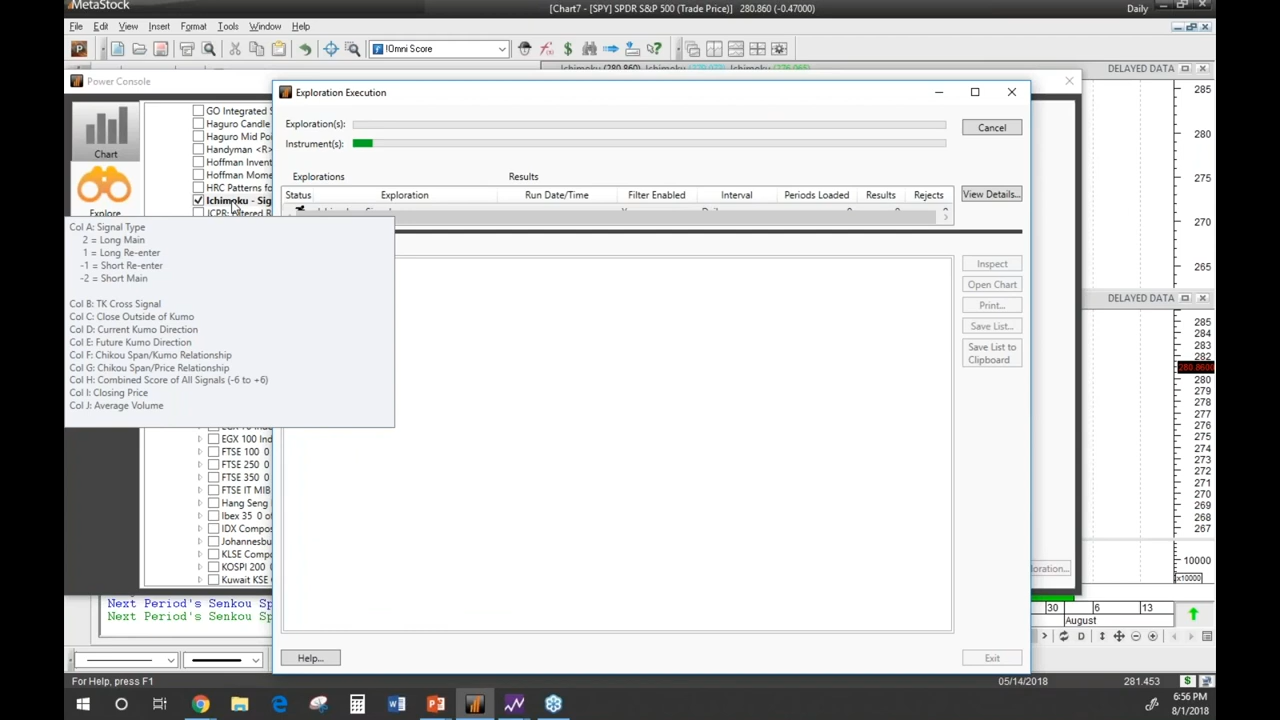 MetaStock
[Chart7 - [SPY] SPDR S&P 500 (Trade Price)] 280.860 (-0.47000)
Daily
File Edit View Insert Format Tools Window Help
!Omni Score
DELAYED DATA
Power Console
Exploration Execution
Exploration(s):
Cancel
Instrument(s):
Explorations
Results
Status Exploration Run Date/Time Filter Enabled Interval Periods Loaded Results Rejects
View Details...
Chart
Explore
GO Integrated S
Haguro Candle
Haguro Mid Poi
Handyman <R>
Hoffman Invent
Hoffman Mome
HRC Patterns fo
Ichimoku - Sig
Col A: Signal Type
2 = Long Main
1 = Long Re-enter
-1 = Short Re-enter
-2 = Short Main
Col B: TK Cross Signal
Col C: Close Outside of Kumo
Col D: Current Kumo Direction
Col E: Future Kumo Direction
Col F: Chikou Span/Kumo Relationship
Col G: Chikou Span/Price Relationship
Col H: Combined Score of All Signals (-6 to +6)
Col I: Closing Price
Col J: Average Volume
Inspect
Open Chart
Print...
Save List...
Save List to
Clipboard
EGX 100 Ind
FTSE 100 0
FTSE 250 0
FTSE 350 0
FTSE IT MIB
Hang Seng
Ibex 35 0 o
IDX Compos
Johannesbu
KLSE Compo
KOSPI 200 0
Kuwait KSE
Help...
Exit
285
280
275
270
265
DELAYED DATA
285
284
283
282
280.8600
280
279
278
277
276
275
274
273
272
271
270
269
268
267
10000
x10000
Next Period's Senkou Sp
Next Period's Senkou Sp
30 6 13
August
For Help, press F1
05/14/2018
281.453
6:56 PM
8/1/2018